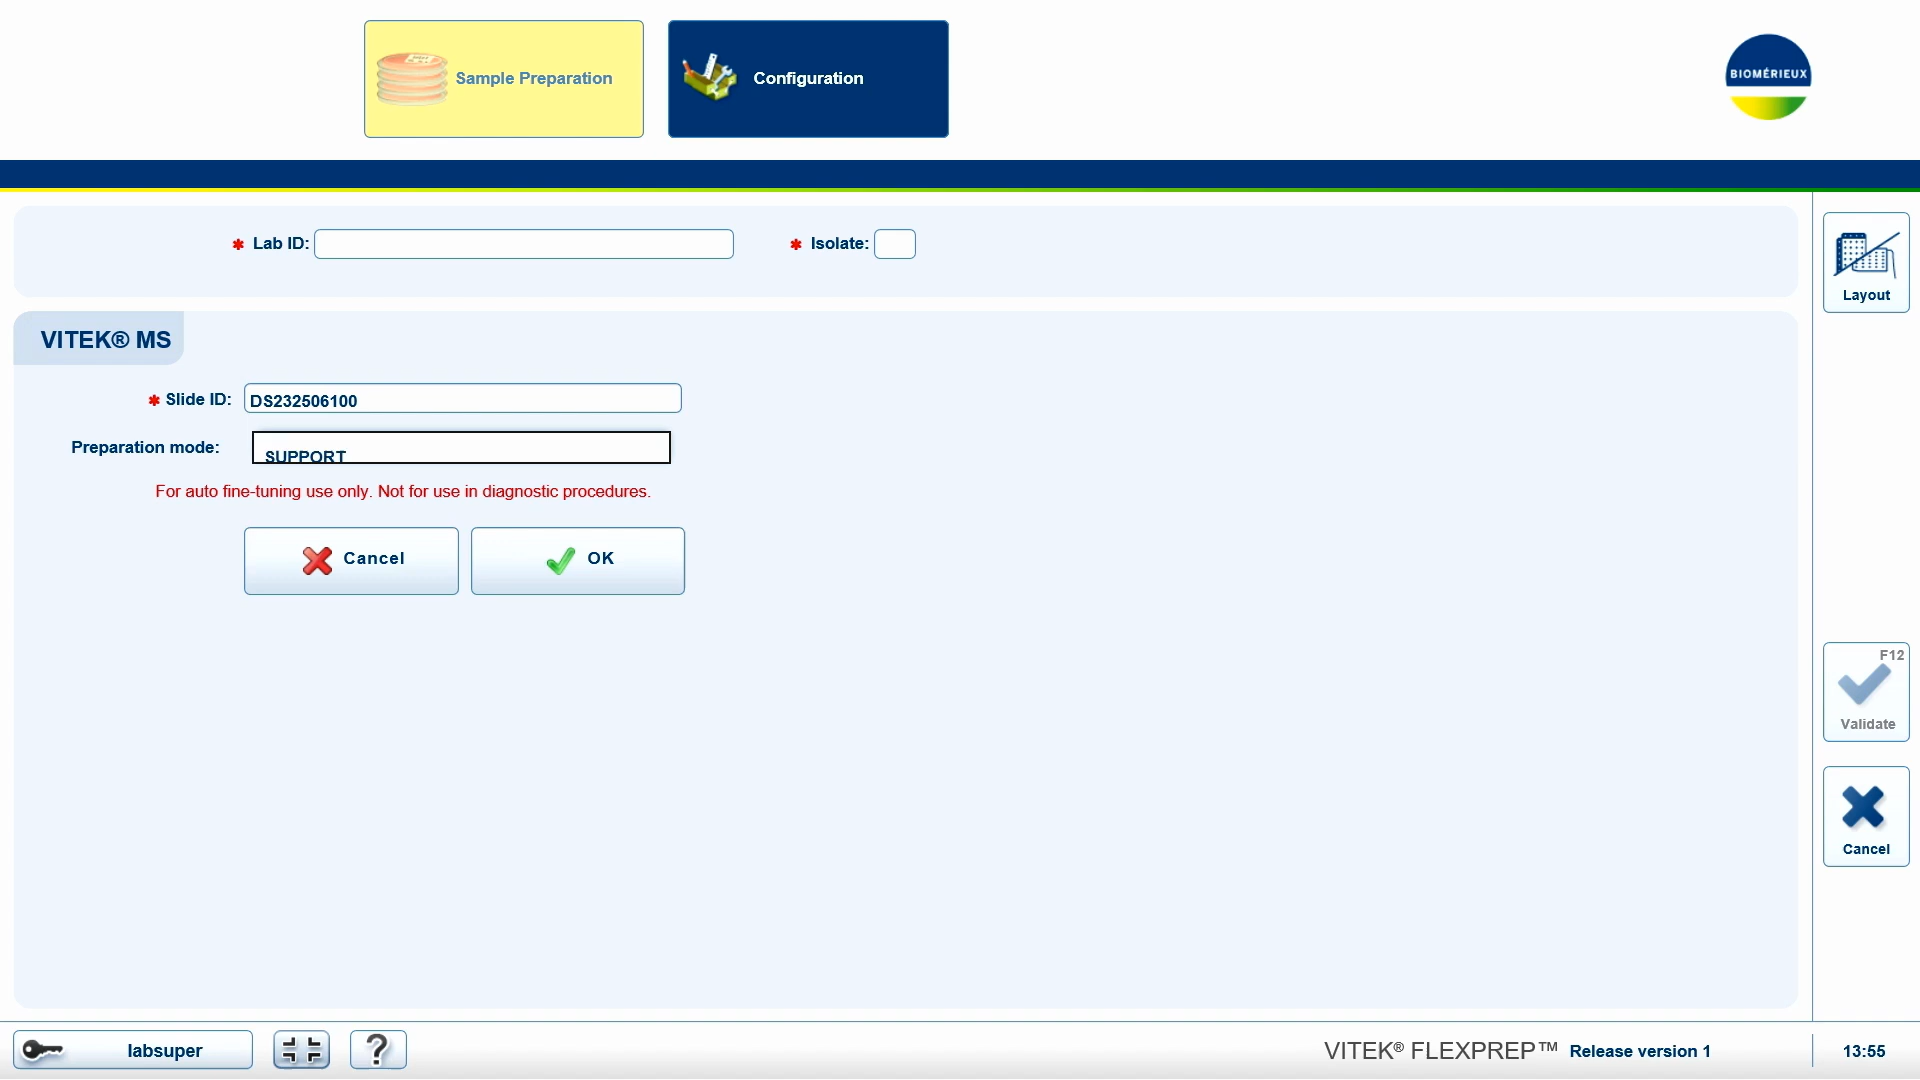 Sample Preparation
Configuration
BIOMÉRIEUX
✱ Lab ID:
✱ Isolate:
Layout
VITEK® MS
✱ Slide ID: DS232506100
Preparation mode: SUPPORT
For auto fine-tuning use only. Not for use in diagnostic procedures.
Cancel
OK
F12
Validate
Cancel
labsuper
?
VITEK® FLEXPREP™ Release version 1
13:55